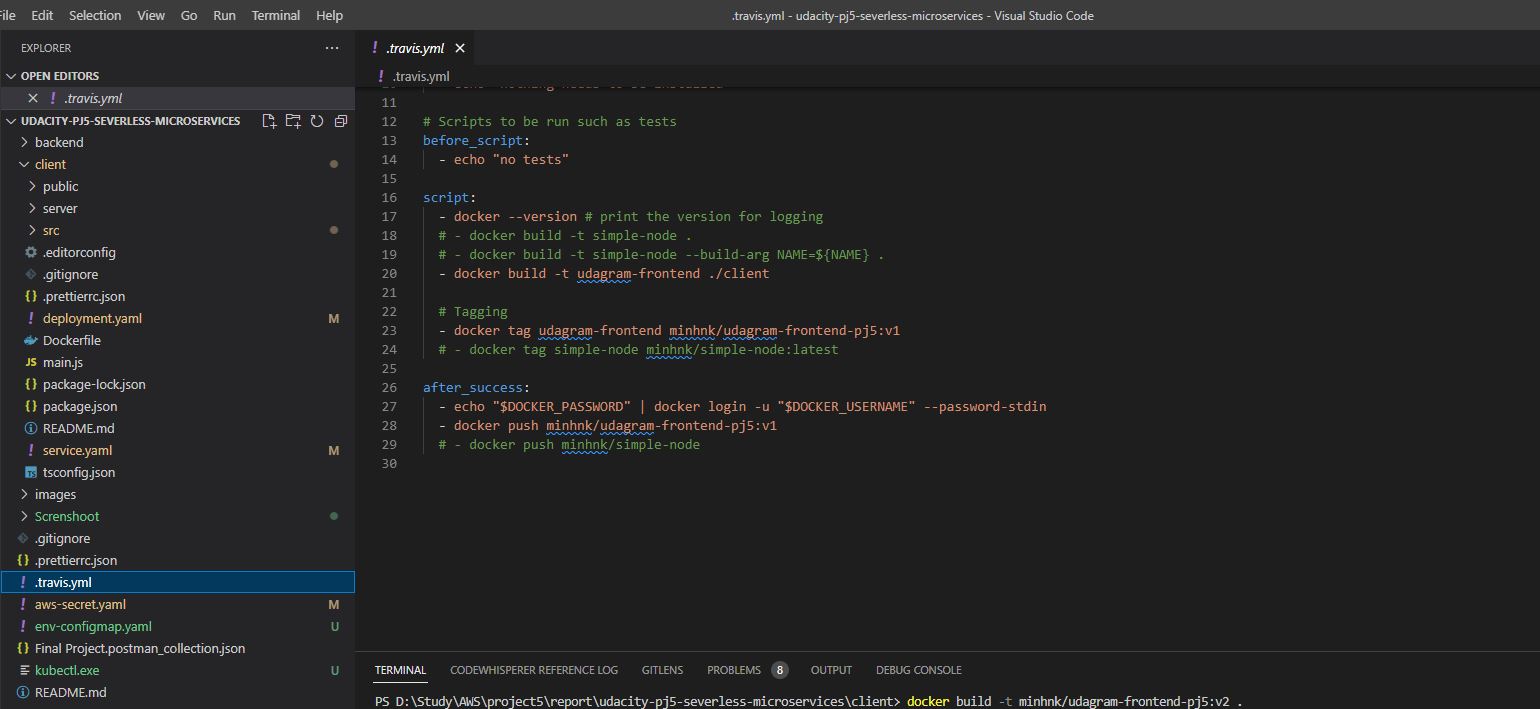 File Edit Selection View Go Run Terminal Help
.travis.yml - udacity-pj5-severless-microservices - Visual Studio Code
EXPLORER
OPEN EDITORS
.travis.yml
UDACITY-PJ5-SEVERLESS-MICROSERVICES
backend
client
public
server
src
.editorconfig
.gitignore
{} .prettierrc.json
! deployment.yaml M
Dockerfile
JS main.js
{} package-lock.json
{} package.json
README.md
! service.yaml M
TS tsconfig.json
images
Screnshoot
.gitignore
{} .prettierrc.json
! .travis.yml
! aws-secret.yaml M
! env-configmap.yaml U
{} Final Project.postman_collection.json
kubectl.exe U
README.md
! .travis.yml
! .travis.yml
11
12 # Scripts to be run such as tests
13 before_script:
14 - echo "no tests"
15
16 script:
17 - docker --version # print the version for logging
18 # - docker build -t simple-node .
19 # - docker build -t simple-node --build-arg NAME=${NAME} .
20 - docker build -t udagram-frontend ./client
21
22 # Tagging
23 - docker tag udagram-frontend minhnk/udagram-frontend-pj5:v1
24 # - docker tag simple-node minhnk/simple-node:latest
25
26 after_success:
27 - echo "$DOCKER_PASSWORD" | docker login -u "$DOCKER_USERNAME" --password-stdin
28 - docker push minhnk/udagram-frontend-pj5:v1
29 # - docker push minhnk/simple-node
30
TERMINAL CODEWHISPERER REFERENCE LOG GITLENS PROBLEMS 8 OUTPUT DEBUG CONSOLE
PS D:\Study\AWS\project5\report\udacity-pj5-severless-microservices\client> docker build -t minhnk/udagram-frontend-pj5:v2 .